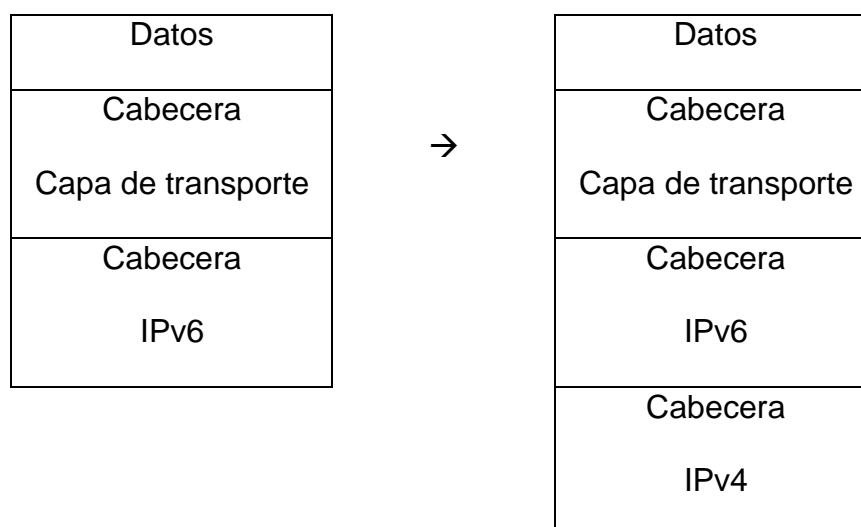 Datos
Cabecera
Capa de transporte
Cabecera
IPv6
→
Datos
Cabecera
Capa de transporte
Cabecera
IPv6
Cabecera
IPv4